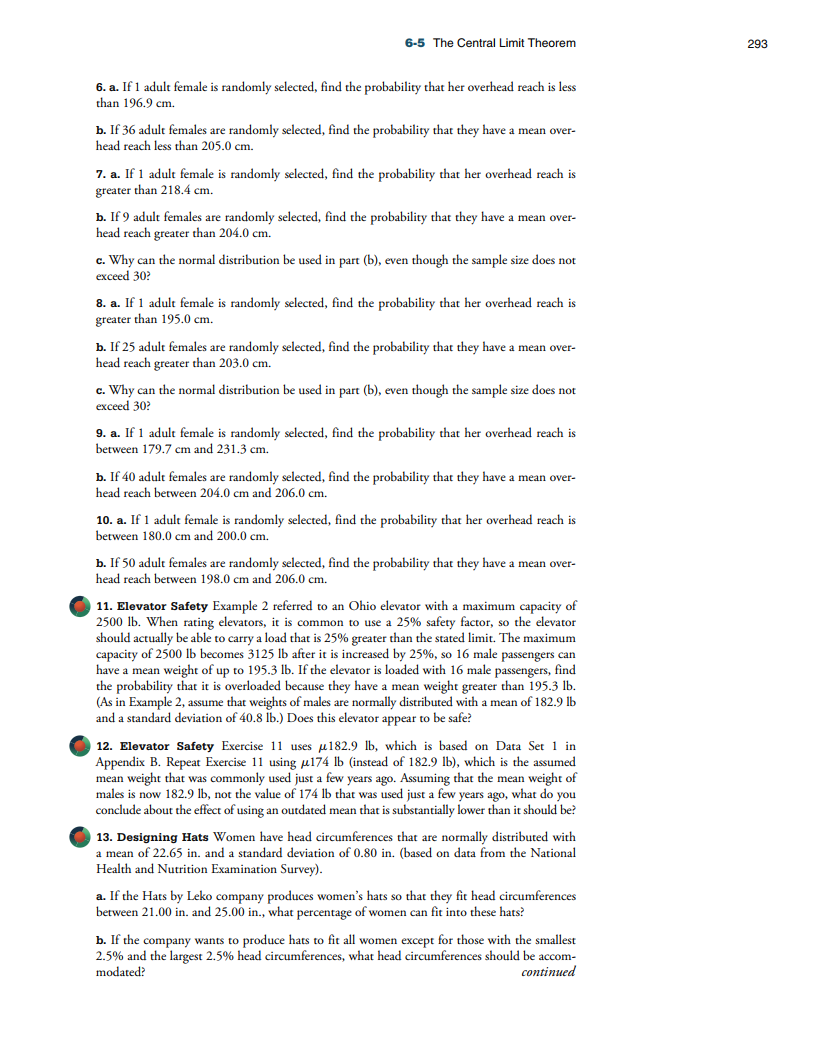 6-5 The Central Limit Theorem 293
6. a. If 1 adult female is randomly selected, find the probability that her overhead reach is less
than 196.9 cm.
b. If 36 adult females are randomly selected, find the probability that they have a mean over-
head reach less than 205.0 cm.
7. a. If 1 adult female is randomly selected, find the probability that her overhead reach is
greater than 218.4 cm.
b. If 9 adult females are randomly selected, find the probability that they have a mean over-
head reach greater than 204.0 cm.
c. Why can the normal distribution be used in part (b), even though the sample size does not
exceed 30?
8. a. If 1 adult female is randomly selected, find the probability that her overhead reach is
greater than 195.0 cm.
b. If 25 adult females are randomly selected, find the probability that they have a mean over-
head reach greater than 203.0 cm.
c. Why can the normal distribution be used in part (b), even though the sample size does not
exceed 30?
9. a. If 1 adult female is randomly selected, find the probability that her overhead reach is
between 179.7 cm and 231.3 cm.
b. If 40 adult females are randomly selected, find the probability that they have a mean over-
head reach between 204.0 cm and 206.0 cm.
10. a. If 1 adult female is randomly selected, find the probability that her overhead reach is
between 180.0 cm and 200.0 cm.
b. If 50 adult females are randomly selected, find the probability that they have a mean over-
head reach between 198.0 cm and 206.0 cm.
11. Elevator Safety Example 2 referred to an Ohio elevator with a maximum capacity of
2500 lb. When rating elevators, it is common to use a 25% safety factor, so the elevator
should actually be able to carry a load that is 25% greater than the stated limit. The maximum
capacity of 2500 lb becomes 3125 lb after it is increased by 25%, so 16 male passengers can
have a mean weight of up to 195.3 lb. If the elevator is loaded with 16 male passengers, find
the probability that it is overloaded because they have a mean weight greater than 195.3 lb.
(As in Example 2, assume that weights of males are normally distributed with a mean of 182.9 lb
and a standard deviation of 40.8 lb.) Does this elevator appear to be safe?
12. Elevator Safety Exercise 11 uses μ182.9 lb, which is based on Data Set 1 in
Appendix B. Repeat Exercise 11 using μ174 lb (instead of 182.9 lb), which is the assumed
mean weight that was commonly used just a few years ago. Assuming that the mean weight of
males is now 182.9 lb, not the value of 174 lb that was used just a few years ago, what do you
conclude about the effect of using an outdated mean that is substantially lower than it should be?
13. Designing Hats Women have head circumferences that are normally distributed with
a mean of 22.65 in. and a standard deviation of 0.80 in. (based on data from the National
Health and Nutrition Examination Survey).
a. If the Hats by Leko company produces women's hats so that they fit head circumferences
between 21.00 in. and 25.00 in., what percentage of women can fit into these hats?
b. If the company wants to produce hats to fit all women except for those with the smallest
2.5% and the largest 2.5% head circumferences, what head circumferences should be accom-
modated? continued